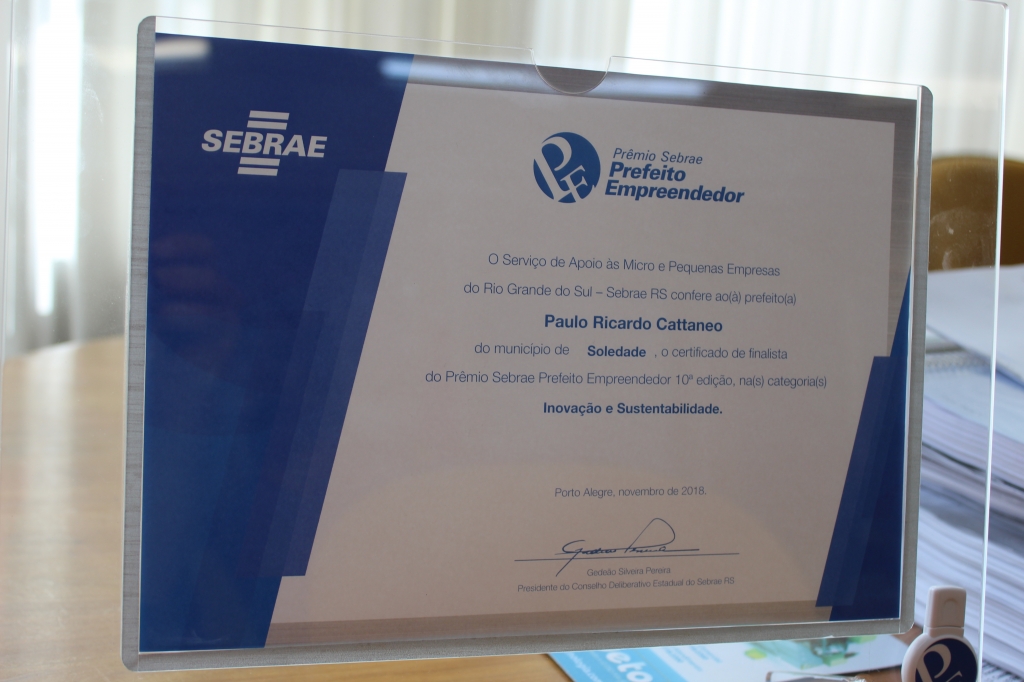 SEBRAE
PE
Prêmio Sebrae
Prefeito
Empreendedor
O Serviço de Apoio às Micro e Pequenas Empresas
do Rio Grande do Sul – Sebrae RS confere ao(à) prefeito(a)
Paulo Ricardo Cattaneo
do município de Soledade , o certificado de finalista
do Prêmio Sebrae Prefeito Empreendedor 10ª edição, na(s) categoria(s)
Inovação e Sustentabilidade.
Porto Alegre, novembro de 2018.
Gedeão Silveira Pereira
Presidente do Conselho Deliberativo Estadual do Sebrae RS